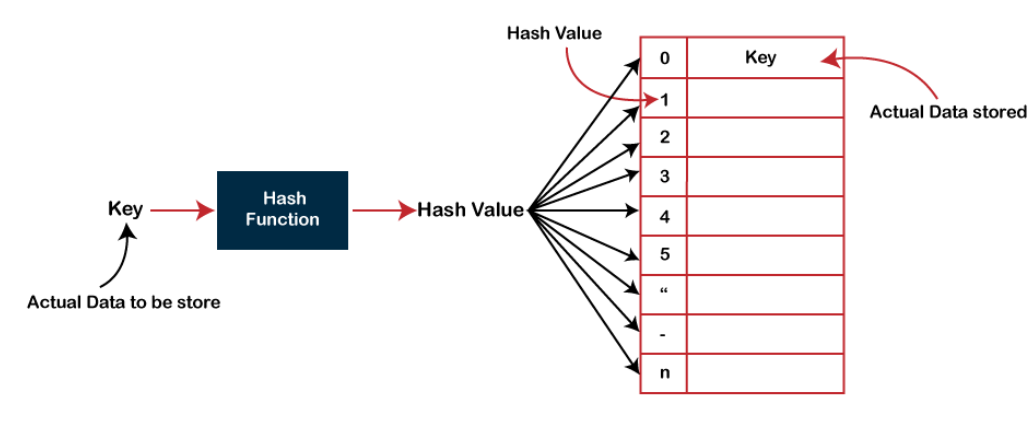 Hash Value
0 Key
1
Actual Data stored
2
3
Key
Hash
Function
Hash Value
4
5
“
Actual Data to be store
-
n